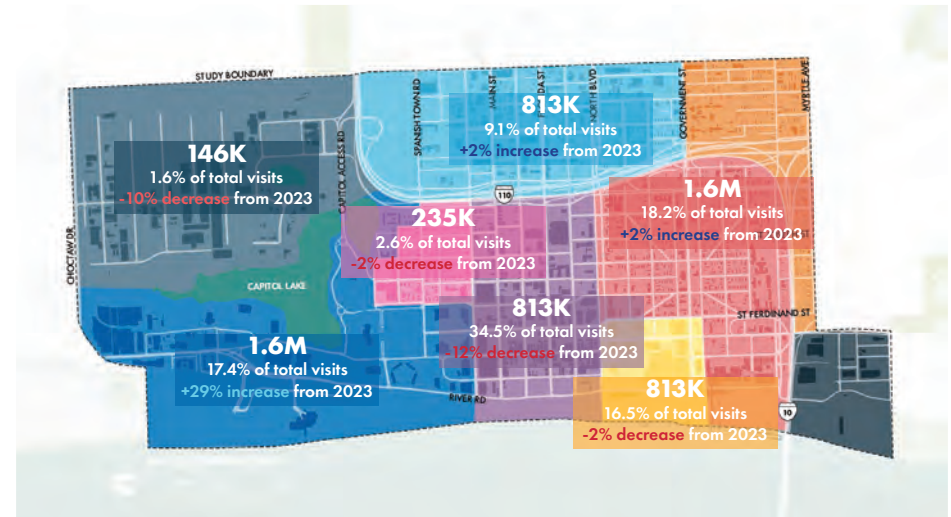 STUDY BOUNDARY
SPANISH TOWN RD
MAIN ST
NORTH BLVD
GOVERNMENT ST
MYRTLE AVE
813K
9.1% of total visits
+2% increase from 2023
146K
1.6% of total visits
-10% decrease from 2023
CAPITOL ACCESS RD
110
1.6M
18.2% of total visits
+2% increase from 2023
235K
2.6% of total visits
-2% decrease from 2023
CHOCTAW DR
CAPITOL LAKE
813K
34.5% of total visits
-12% decrease from 2023
ST FERDINAND ST
1.6M
17.4% of total visits
+29% increase from 2023
RIVER RD
813K
16.5% of total visits
-2% decrease from 2023
10